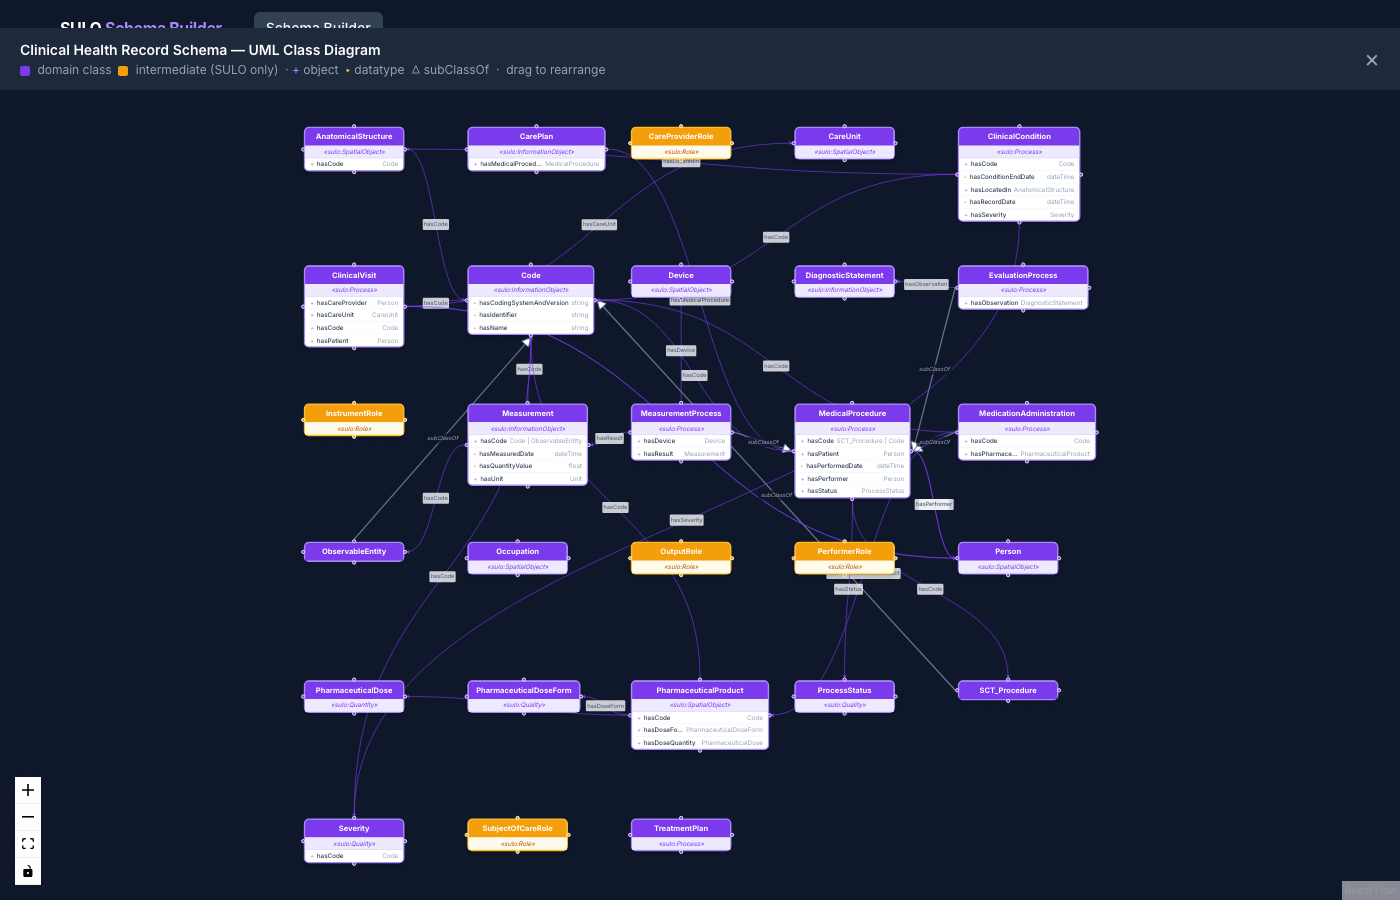 SULO Schema Builder
Schema Builder
Clinical Health Record Schema — UML Class Diagram
domain class intermediate (SULO only) · + object ▸ datatype Δ subClassOf · drag to rearrange
AnatomicalStructure
«sulo:SpatialObject»
+ hasCode Code
CarePlan
«sulo:InformationObject»
+ hasMedicalProced... MedicalProcedure
CareProviderRole
«sulo:Role»
hasLocatedIn
CareUnit
«sulo:SpatialObject»
ClinicalCondition
«sulo:Process»
+ hasCode Code
hasConditionEndDate dateTime
+ hasLocatedIn AnatomicalStructure
hasRecordDate dateTime
+ hasSeverity Severity
hasCode
hasCareUnit
hasCode
ClinicalVisit
«sulo:Process»
+ hasCareProvider Person
+ hasCareUnit CareUnit
+ hasCode Code
+ hasPatient Person
hasCode
Code
«sulo:InformationObject»
hasCodingSystemAndVersion string
hasIdentifier string
hasName string
Device
«sulo:SpatialObject»
hasMedicalProcedure
DiagnosticStatement
«sulo:InformationObject»
hasObservation
EvaluationProcess
«sulo:Process»
+ hasObservation DiagnosticStatement
hasDevice
hasCode
hasCode
hasCode
subClassOf
InstrumentRole
«sulo:Role»
subClassOf
Measurement
«sulo:InformationObject»
+ hasCode Code | ObservableEntity
hasMeasuredDate dateTime
hasQuantityValue float
+ hasUnit Unit
hasResult
MeasurementProcess
«sulo:Process»
+ hasDevice Device
+ hasResult Measurement
subClassOf
MedicalProcedure
«sulo:Process»
+ hasCode SCT_Procedure | Code
+ hasPatient Person
hasPerformedDate dateTime
+ hasPerformer Person
+ hasStatus ProcessStatus
subClassOf
MedicationAdministration
«sulo:Process»
+ hasCode Code
+ hasPharmace... PharmaceuticalProduct
hasCode
hasCode
hasSeverity
subClassOf
hasPerformer
ObservableEntity
Occupation
«sulo:SpatialObject»
OutputRole
«sulo:Role»
PerformerRole
«sulo:Role»
Person
«sulo:SpatialObject»
hasCode
hasStatus
hasCode
PharmaceuticalDose
«sulo:Quantity»
PharmaceuticalDoseForm
«sulo:Quality»
hasDoseForm
PharmaceuticalProduct
«sulo:SpatialObject»
+ hasCode Code
+ hasDoseFo... PharmaceuticalDoseForm
+ hasDoseQuantity PharmaceuticalDose
ProcessStatus
«sulo:Quality»
SCT_Procedure
Severity
«sulo:Quality»
+ hasCode Code
SubjectOfCareRole
«sulo:Role»
TreatmentPlan
«sulo:Process»
React Flow